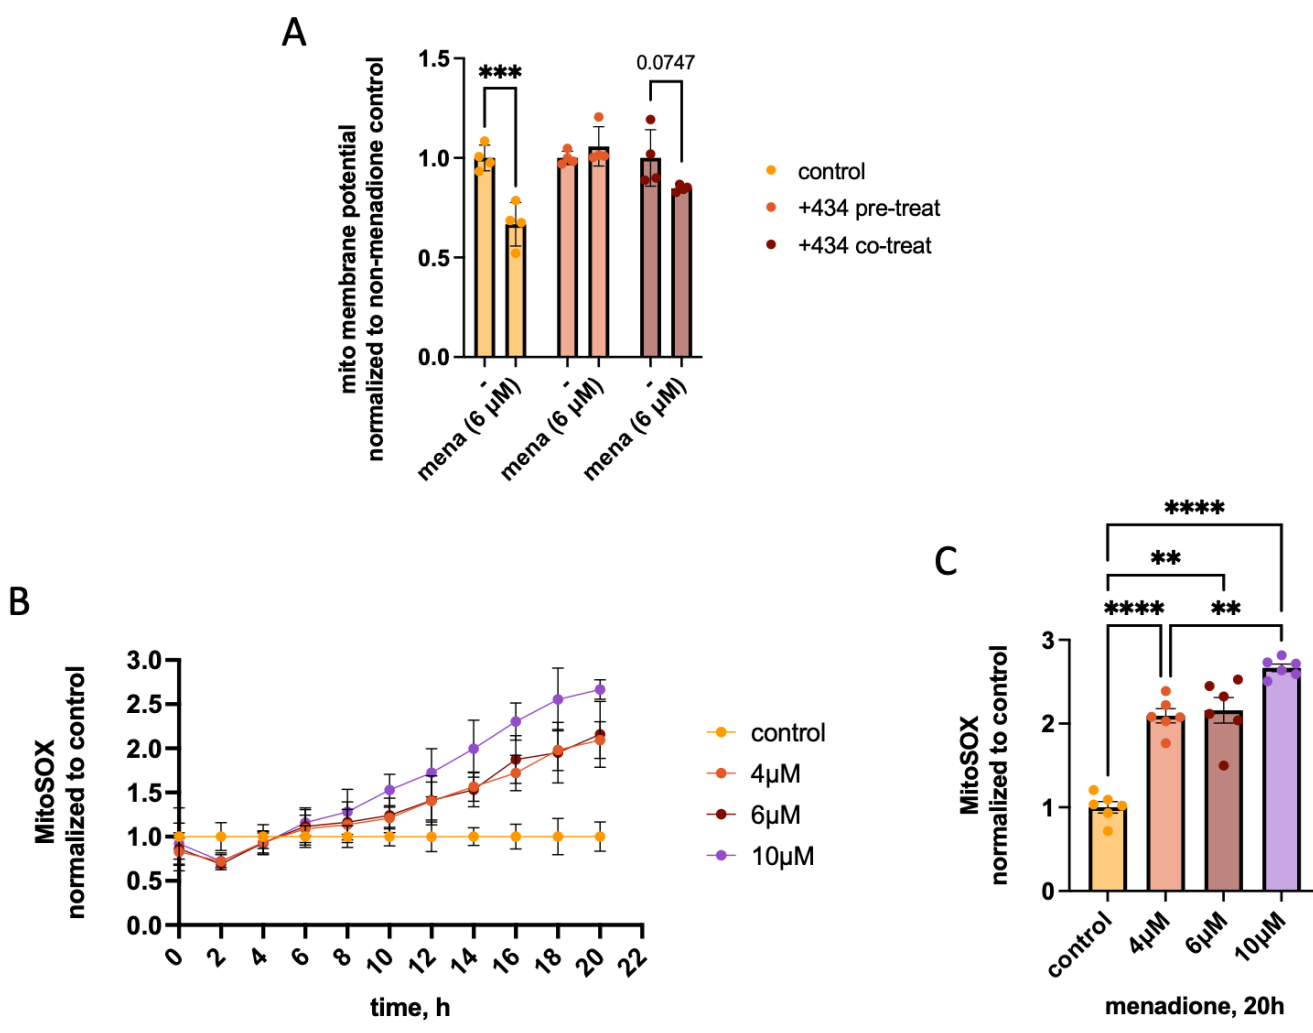 A
mito membrane potential
normalized to non-menadione control
1.5
1.0
0.5
0.0
***
0.0747
-
mena (6 µM)
-
mena (6 µM)
-
mena (6 µM)
control
+434 pre-treat
+434 co-treat
B
MitoSOX
normalized to control
3.0
2.5
2.0
1.5
1.0
0.5
0.0
0 2 4 6 8 10 12 14 16 18 20 22
time, h
control
4µM
6µM
10µM
C
MitoSOX
normalized to control
****
**
**** **
3
2
1
0
control 4µM 6µM 10µM
menadione, 20h